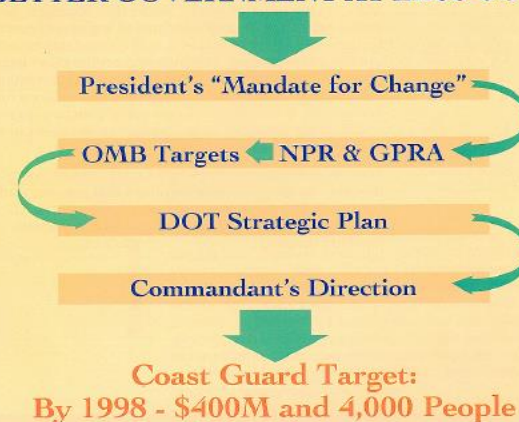 President's "Mandate for Change"
OMB Targets NPR & GPRA
DOT Strategic Plan
Commandant's Direction
Coast Guard Target:
By 1998 - $400M and 4,000 People